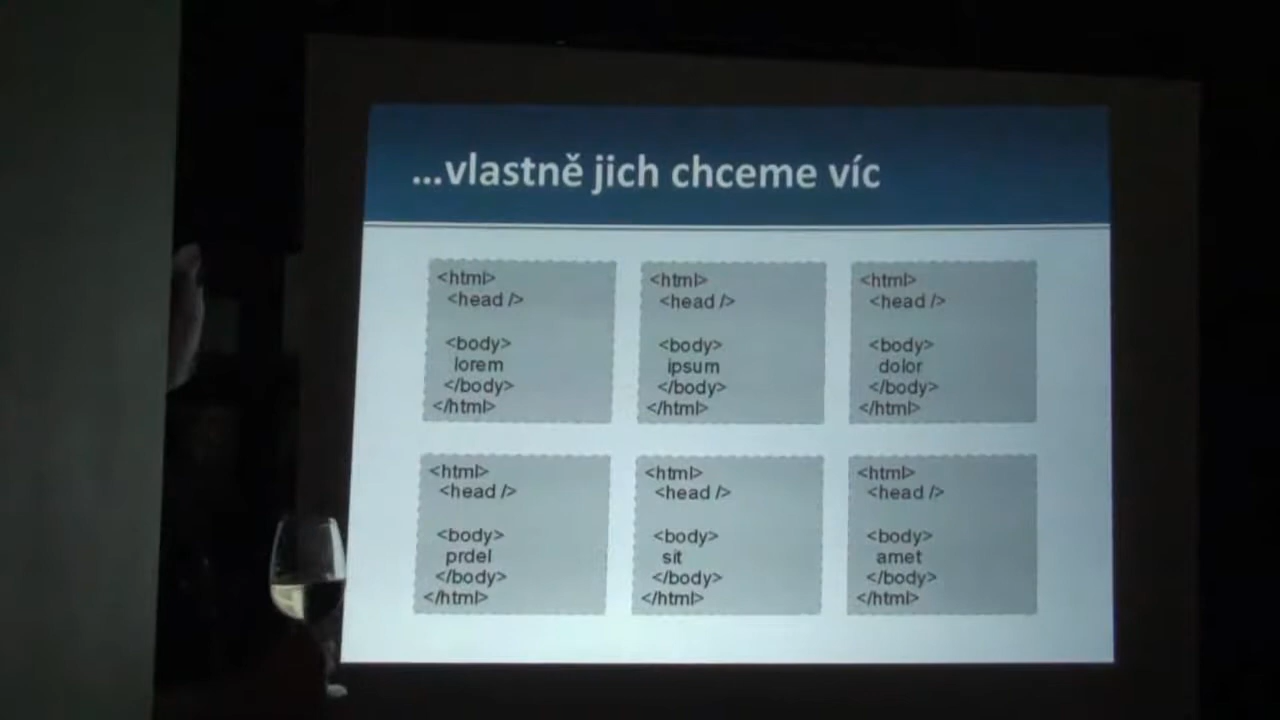 ...vlastně jich chceme víc
<html>
<head />
<body>
lorem
</body>
</html>
<html>
<head />
<body>
ipsum
</body>
</html>
<html>
<head />
<body>
dolor
</body>
</html>
<html>
<head />
<body>
prdel
</body>
</html>
<html>
<head />
<body>
sit
</body>
</html>
<html>
<head />
<body>
amet
</body>
</html>